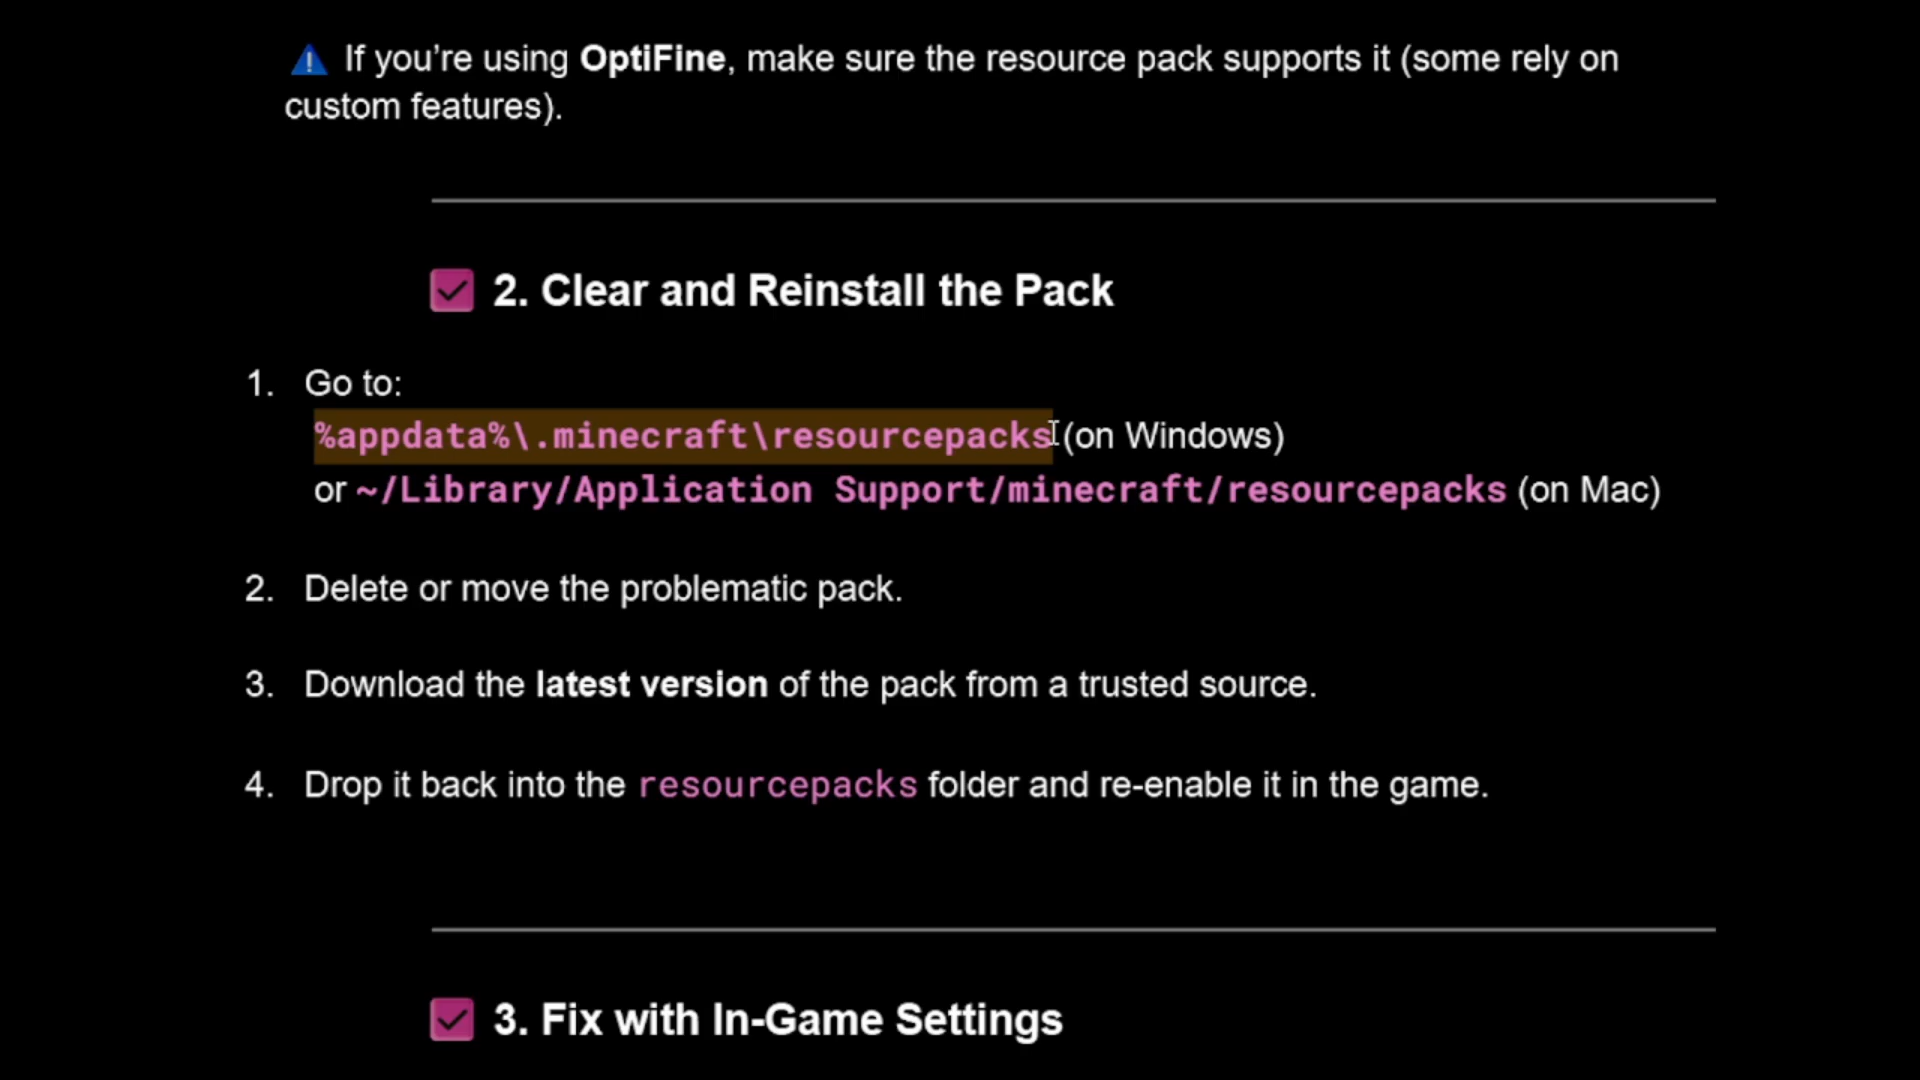 ⚠ If you’re using OptiFine, make sure the resource pack supports it (some rely on
custom features).
2. Clear and Reinstall the Pack
1. Go to:
%appdata%\.minecraft\resourcepacks (on Windows)
or ~/Library/Application Support/minecraft/resourcepacks (on Mac)
2. Delete or move the problematic pack.
3. Download the latest version of the pack from a trusted source.
4. Drop it back into the resourcepacks folder and re-enable it in the game.
3. Fix with In-Game Settings